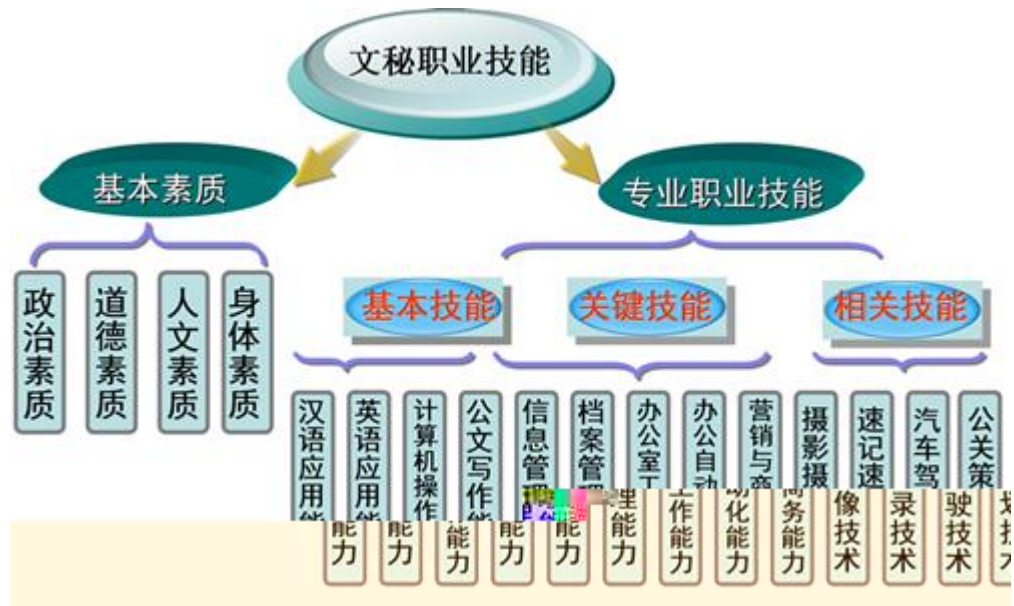 文秘职业技能
基本素质
专业职业技能
政治素质
道德素质
人文素质
身体素质
基本技能
关键技能
相关技能
汉语应用能力
英语应用能力
计算机操作能力
公文写作能力
信息管理能力
档案管理能力
办公室工作能力
办公自动化能力
营销与商务能力
摄影摄像技术
速记速录技术
汽车驾驶技术
公关策划技术